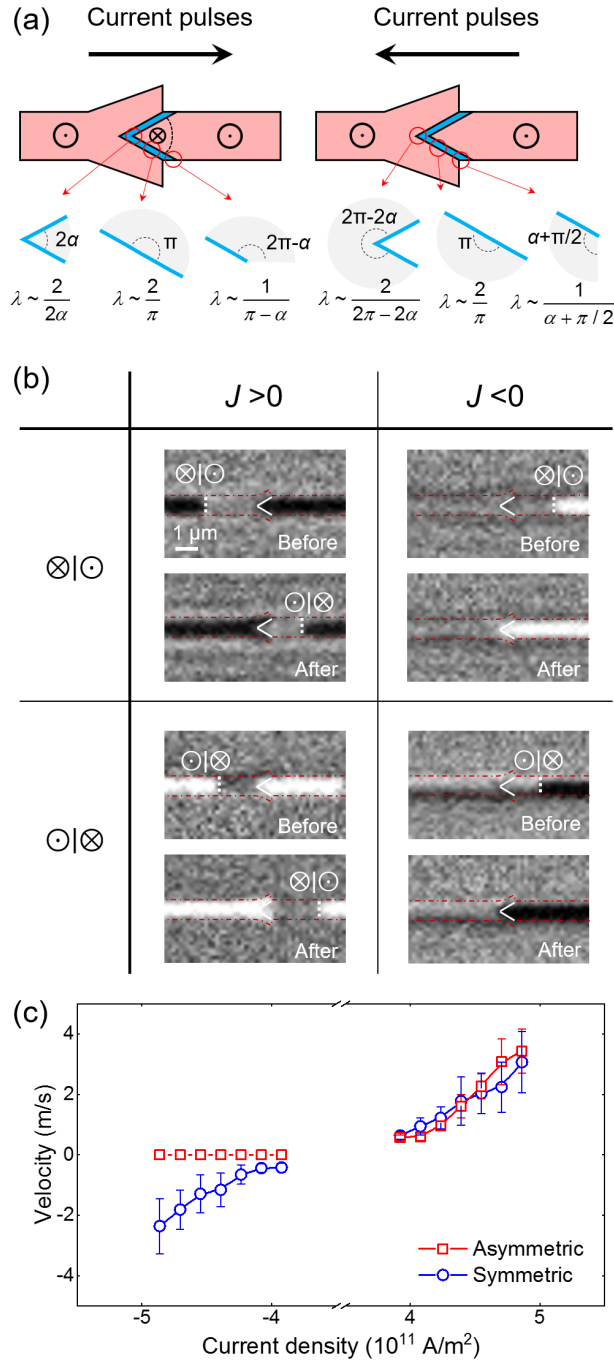 (a)
Current pulses Current pulses
⊙ ⊗ ⊙ ⊙ ⊙
2α π 2π-α 2π-2α π α+π/2
λ ~ 2/2α λ ~ 2/π λ ~ 1/(π − α) λ ~ 2/(2π − 2α) λ ~ 2/π λ ~ 1/(α + π / 2)
(b)
J >0 J <0
⊗|⊙
⊗|⊙
1 μm
Before
⊙|⊗
After
⊗|⊙
Before
After
⊙|⊗
⊙|⊗
Before
⊗|⊙
After
⊙|⊗
Before
After
(c)
Velocity (m/s)
4
2
0
-2
-4
Asymmetric
Symmetric
-5 -4 4 5
Current density (10¹¹ A/m²)